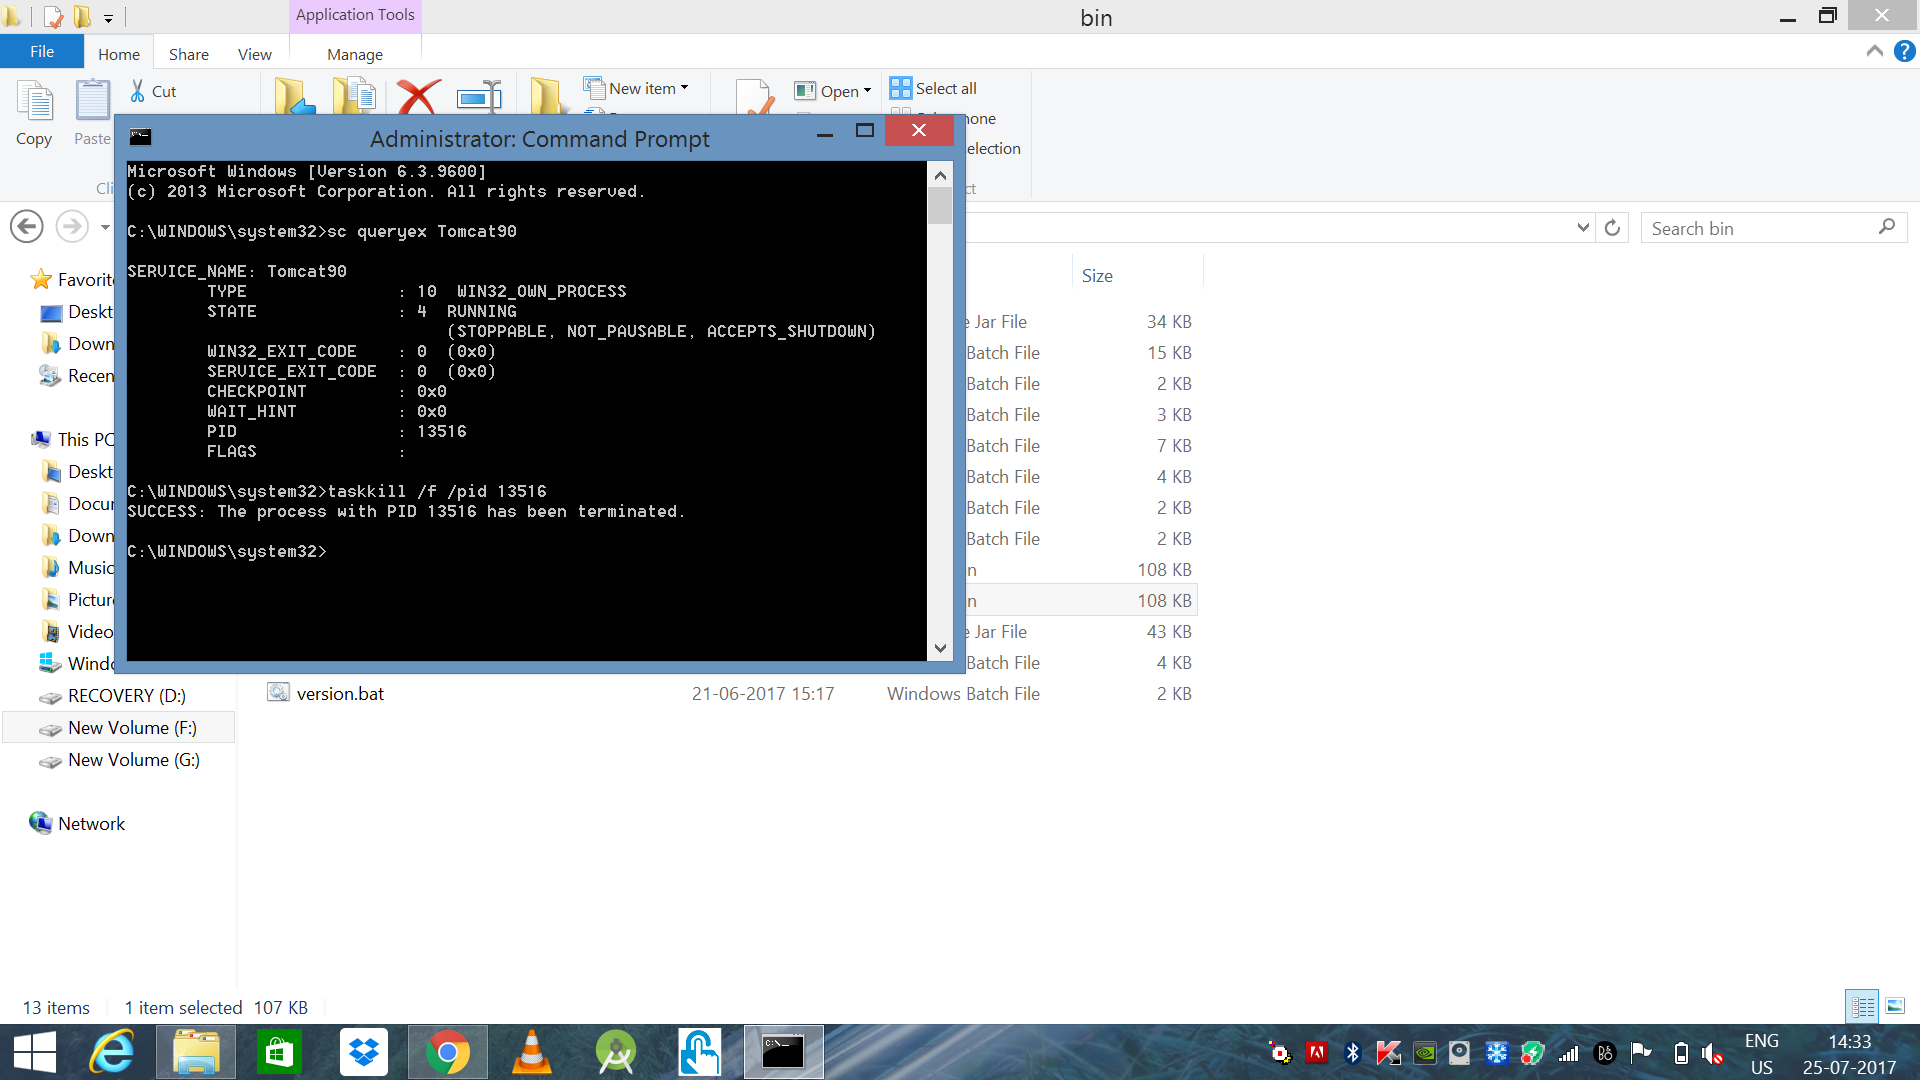 Application Tools
bin
File
Home
Share
View
Manage
Copy
Paste
Cut
New item
Open
Select all
one
election
Cli
ct
Administrator: Command Prompt
Microsoft Windows [Version 6.3.9600]
(c) 2013 Microsoft Corporation. All rights reserved.
C:\WINDOWS\system32>sc queryex Tomcat90
SERVICE_NAME: Tomcat90
TYPE : 10 WIN32_OWN_PROCESS
STATE : 4 RUNNING
(STOPPABLE, NOT_PAUSABLE, ACCEPTS_SHUTDOWN)
WIN32_EXIT_CODE : 0 (0x0)
SERVICE_EXIT_CODE : 0 (0x0)
CHECKPOINT : 0x0
WAIT_HINT : 0x0
PID : 13516
FLAGS :
C:\WINDOWS\system32>taskkill /f /pid 13516
SUCCESS: The process with PID 13516 has been terminated.
C:\WINDOWS\system32>
Search bin
Size
Favorite
Deskt
Down
Recen
This PC
Deskt
Docur
Down
Music
Picture
Video
Windo
RECOVERY (D:)
New Volume (F:)
New Volume (G:)
Network
e Jar File 34 KB
Batch File 15 KB
Batch File 2 KB
Batch File 3 KB
Batch File 7 KB
Batch File 4 KB
Batch File 2 KB
Batch File 2 KB
n 108 KB
n 108 KB
e Jar File 43 KB
Batch File 4 KB
version.bat 21-06-2017 15:17 Windows Batch File 2 KB
13 items 1 item selected 107 KB
ENG
US
14:33
25-07-2017